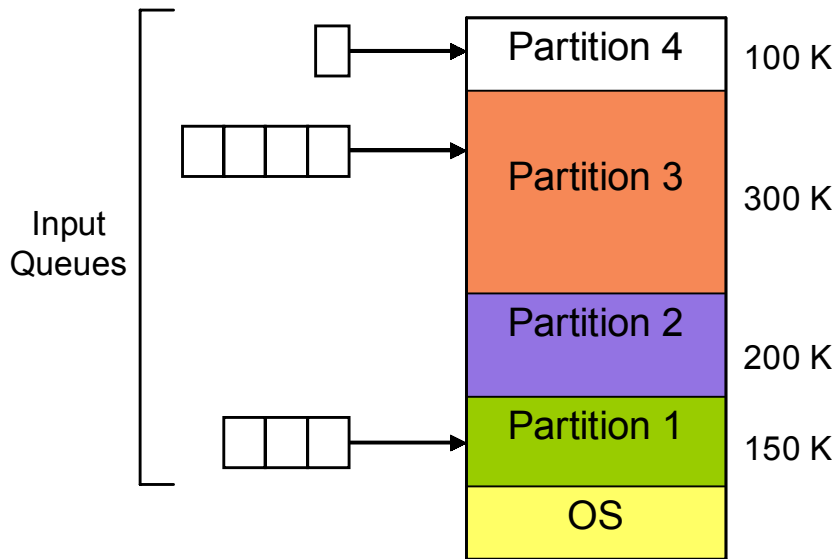 Partition 4
100 K
Partition 3
300 K
Input
Queues
Partition 2
200 K
Partition 1
150 K
OS